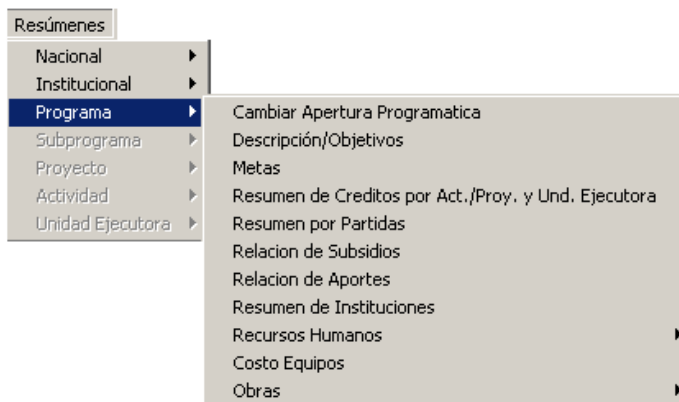 Resúmenes
Nacional
Institucional
Programa
Subprograma
Proyecto
Actividad
Unidad Ejecutora
Cambiar Apertura Programatica
Descripción/Objetivos
Metas
Resumen de Creditos por Act./Proy. y Und. Ejecutora
Resumen por Partidas
Relacion de Subsidios
Relacion de Aportes
Resumen de Instituciones
Recursos Humanos
Costo Equipos
Obras